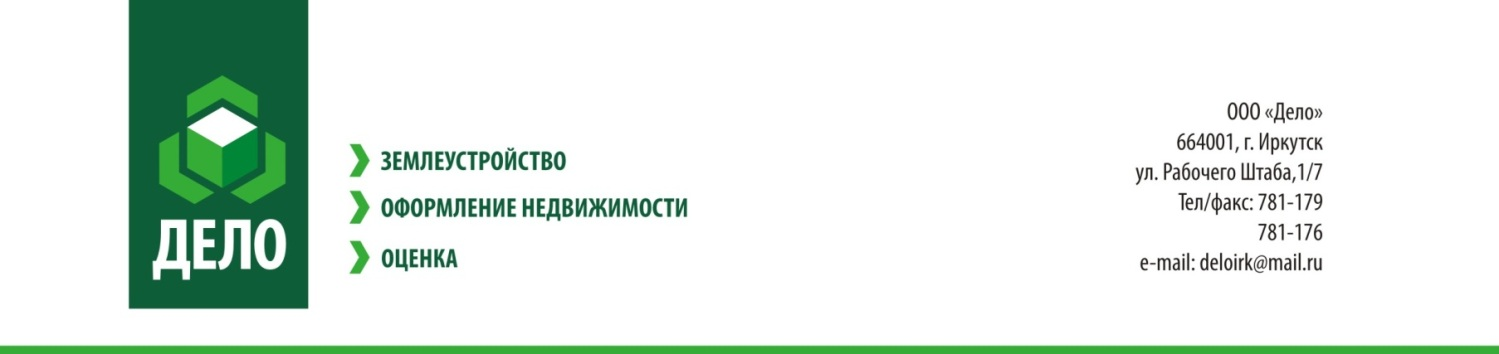 ДЕЛО
ЗЕМЛЕУСТРОЙСТВО
ОФОРМЛЕНИЕ НЕДВИЖИМОСТИ
ОЦЕНКА
ООО «Дело»
664001, г. Иркутск
ул. Рабочего Штаба,1/7
Тел/факс: 781-179
781-176
e-mail: deloirk@mail.ru